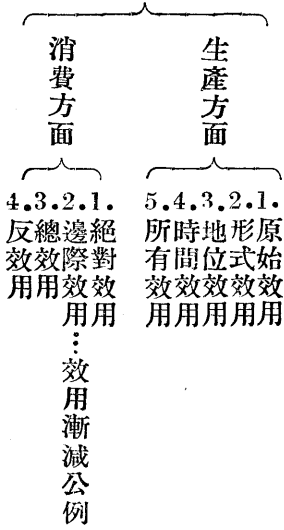 生產方面
1.原始效用
2.形式效用
3.地位效用
4.時間效用
5.所有效用
消費方面
1.絕對效用
2.邊際效用…效用漸減公例
3.總效用
4.反效用